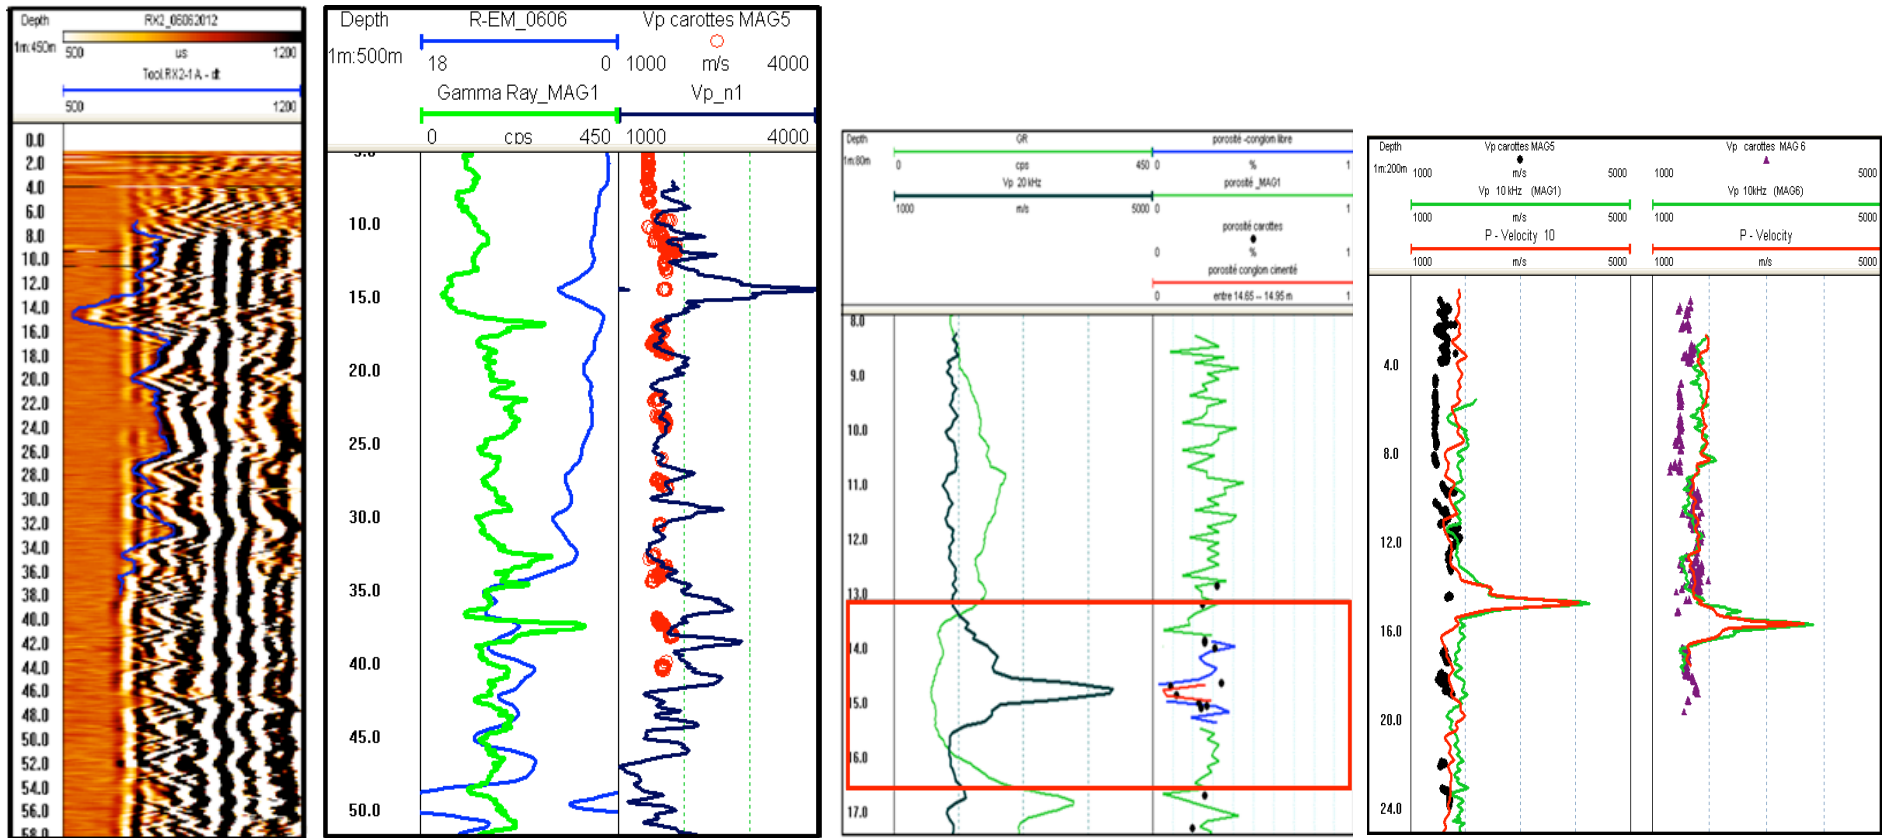 Depth
RX2_06062012
1m:450m
500
us
1200
Tool.RX2-1A - dt
500
1200
0.0
2.0
4.0
6.0
8.0
10.0
12.0
14.0
16.0
18.0
20.0
22.0
24.0
26.0
28.0
30.0
32.0
34.0
36.0
38.0
40.0
42.0
44.0
46.0
48.0
50.0
52.0
54.0
56.0
58.0
Depth
R-EM_0606
Vp carottes MAG5
1m:500m
18
0
1000
m/s
4000
Gamma Ray_MAG1
Vp_n1
0
cps
450
1000
4000
5.0
10.0
15.0
20.0
25.0
30.0
35.0
40.0
45.0
50.0
Depth
GR
porosité -conglom libre
1m:80m
0
cps
450
0
%
1
Vp 20 kHz
porosité _MAG1
1000
m/s
5000
0
1
porosité carottes
0
%
1
porosité conglom cimenté
0
entre 14.65 -- 14.95 m
1
8.0
9.0
10.0
11.0
12.0
13.0
14.0
15.0
16.0
17.0
Depth
Vp carottes MAG5
Vp carottes MAG 6
1m:200m
1000
m/s
5000
1000
5000
Vp 10 kHz (MAG1)
Vp 10kHz (MAG6)
1000
m/s
5000
1000
5000
P - Velocity 10
P - Velocity
1000
m/s
5000
1000
m/s
5000
4.0
8.0
12.0
16.0
20.0
24.0